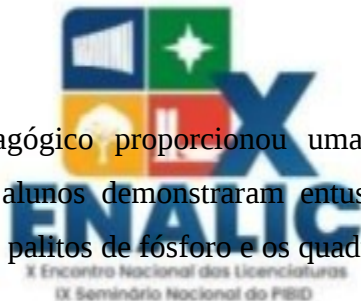 agógico proporcionou uma
alunos demonstraram entus
palitos de fósforo e os quad
X
ENALIC
X Encontro Nacional das Licenciaturas
IX Seminário Nacional do PIBID